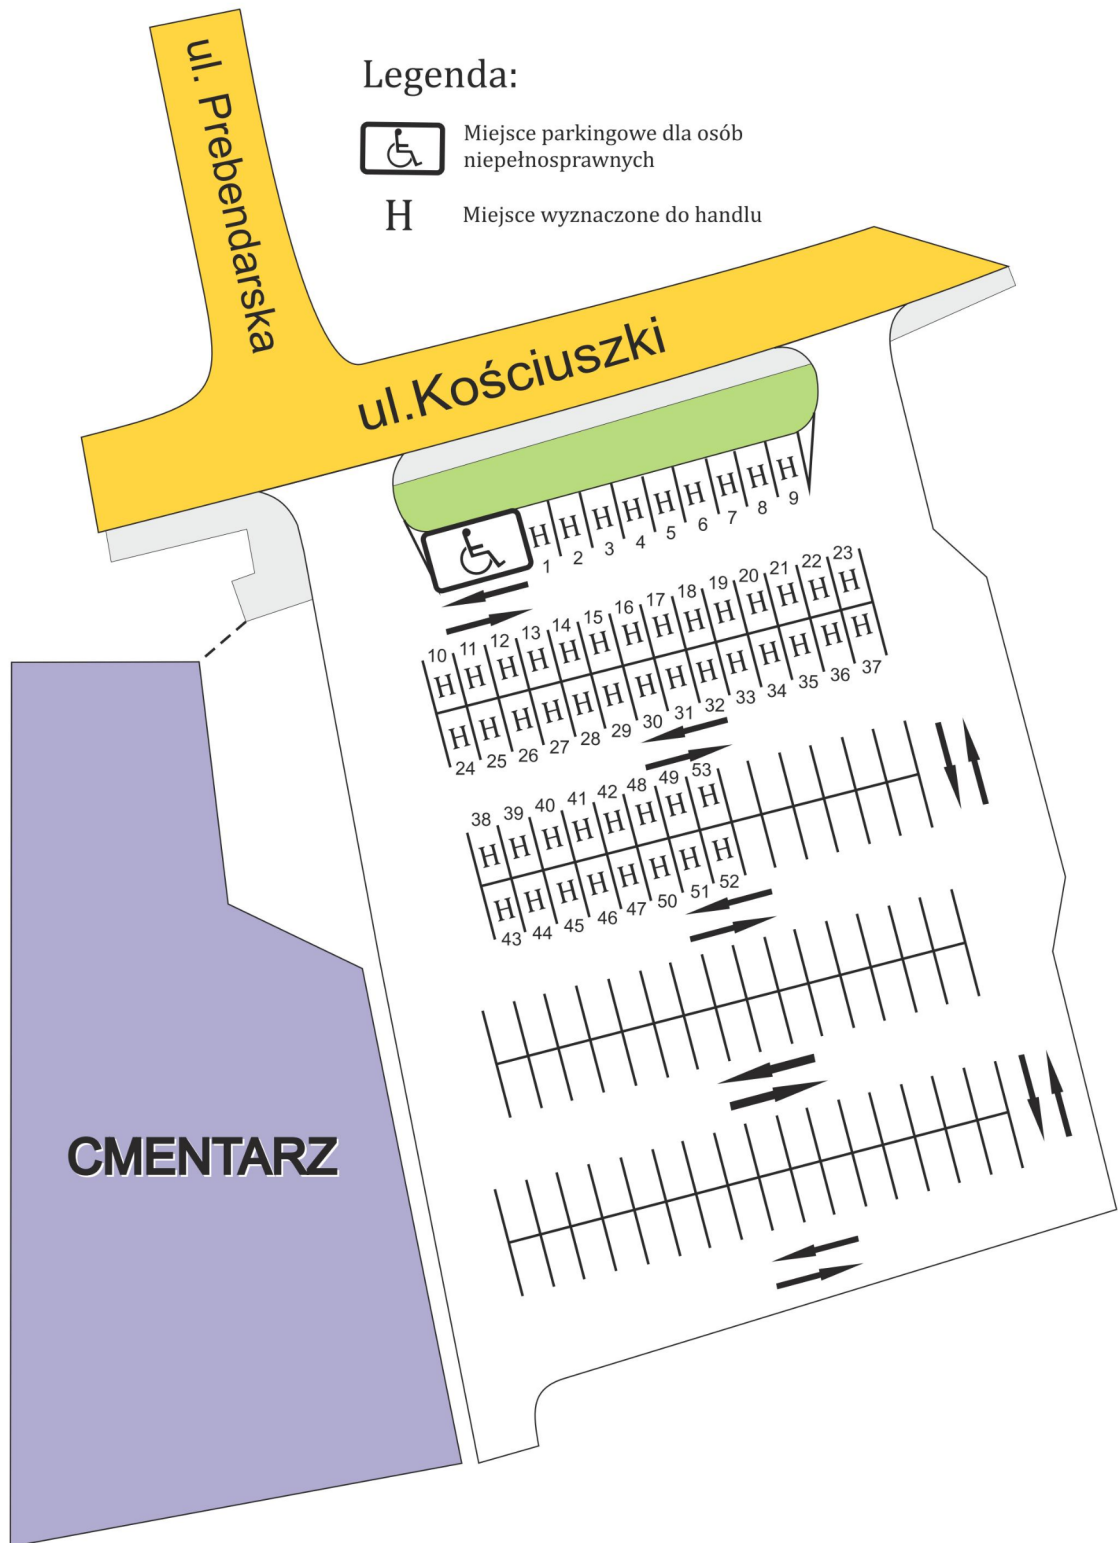 ul. Prebendarska
Legenda:
Miejsce parkingowe dla osób
niepełnosprawnych
H Miejsce wyznaczone do handlu
ul.Kościuszki
H H H H H H H H H
1 2 3 4 5 6 7 8 9
10 11 12 13 14 15 16 17 18 19 20 21 22 23
H H H H H H H H H H H H H H
H H H H H H H H H H H H H H
24 25 26 27 28 29 30 31 32 33 34 35 36 37
38 39 40 41 42 48 49 53
H H H H H H H H
H H H H H H H H
43 44 45 46 47 50 51 52
CMENTARZ